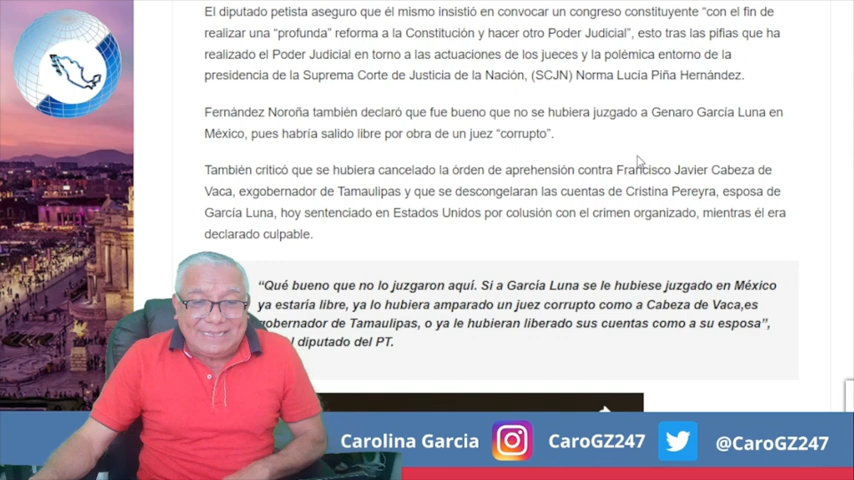 El diputado petista aseguro que él mismo insistió en convocar un congreso constituyente “con el fin de
realizar una “profunda” reforma a la Constitución y hacer otro Poder Judicial”, esto tras las pifias que ha
realizado el Poder Judicial en torno a las actuaciones de los jueces y la polémica entorno de la
presidencia de la Suprema Corte de Justicia de la Nación, (SCJN) Norma Lucía Piña Hernández.
Fernández Noroña también declaró que fue bueno que no se hubiera juzgado a Genaro García Luna en
México, pues habría salido libre por obra de un juez “corrupto”.
También criticó que se hubiera cancelado la órden de aprehensión contra Francisco Javier Cabeza de
Vaca, exgobernador de Tamaulipas y que se descongelaran las cuentas de Cristina Pereyra, esposa de
García Luna, hoy sentenciado en Estados Unidos por colusión con el crimen organizado, mientras él era
declarado culpable.
“Qué bueno que no lo juzgaron aquí. Si a García Luna se le hubiese juzgado en México
ya estaría libre, ya lo hubiera amparado un juez corrupto como a Cabeza de Vaca,es
gobernador de Tamaulipas, o ya le hubieran liberado sus cuentas como a su esposa”,
diputado del PT.
Carolina Garcia
CaroGZ247
@CaroGZ247